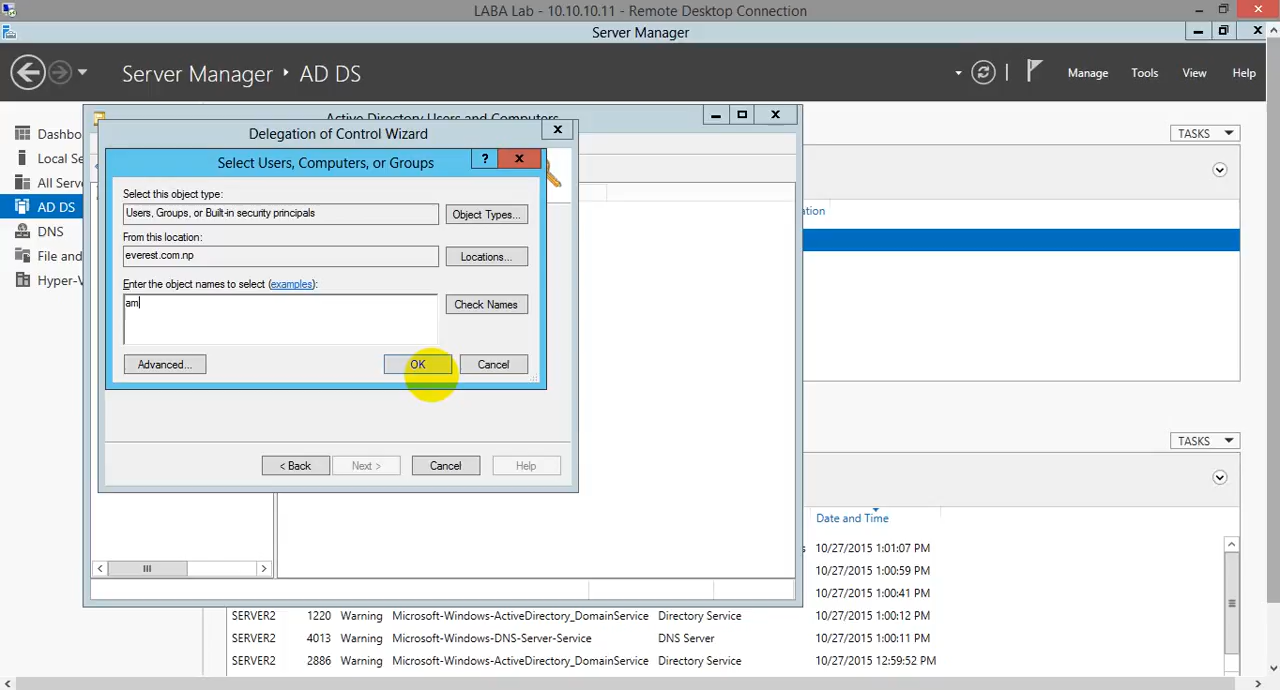 LABA Lab - 10.10.10.11 - Remote Desktop Connection
Server Manager
Server Manager AD DS
Manage Tools View Help
Active Directory Users and Computers
Delegation of Control Wizard
Select Users, Computers, or Groups
Select this object type:
Users, Groups, or Built-in security principals
Object Types...
From this location:
everest.com.np
Locations...
Enter the object names to select (examples):
am
Check Names
Advanced...
OK
Cancel
< Back
Next >
Cancel
Help
Dashbo
Local Se
All Serve
AD DS
DNS
File and
Hyper-V
TASKS
ation
TASKS
Date and Time
s 10/27/2015 1:01:07 PM
10/27/2015 1:00:59 PM
10/27/2015 1:00:41 PM
SERVER2 1220 Warning Microsoft-Windows-ActiveDirectory_DomainService Directory Service 10/27/2015 1:00:12 PM
SERVER2 4013 Warning Microsoft-Windows-DNS-Server-Service DNS Server 10/27/2015 1:00:11 PM
SERVER2 2886 Warning Microsoft-Windows-ActiveDirectory_DomainService Directory Service 10/27/2015 12:59:52 PM